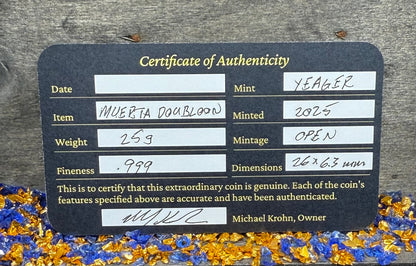 Certificate of Authenticity
Date Mint YEAGER
Item MUERTA DOUBLOON Minted 2025
Weight 25g Mintage OPEN
Fineness .999 Dimensions 26x6.3 mm
This is to certify that this extraordinary coin is genuine. Each of the coin's
features specified above are accurate and have been authenticated.
Michael Krohn, Owner